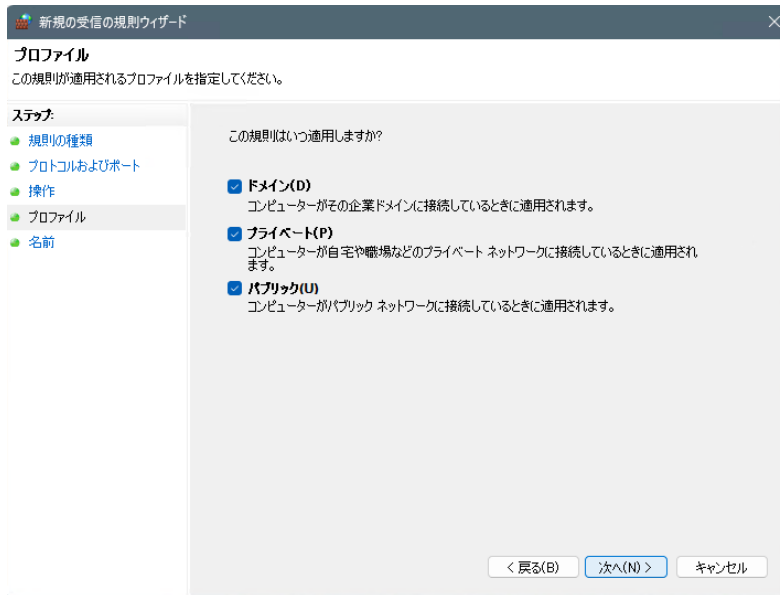 新規の受信の規則ウィザード
プロファイル
この規則が適用されるプロファイルを指定してください。
ステップ:
規則の種類
プロトコルおよびポート
操作
プロファイル
名前
この規則はいつ適用しますか?
ドメイン(D)
コンピューターがその企業ドメインに接続しているときに適用されます。
プライベート(P)
コンピューターが自宅や職場などのプライベート ネットワークに接続しているときに適用され
ます。
パブリック(U)
コンピューターがパブリック ネットワークに接続しているときに適用されます。
< 戻る(B)
次へ(N) >
キャンセル